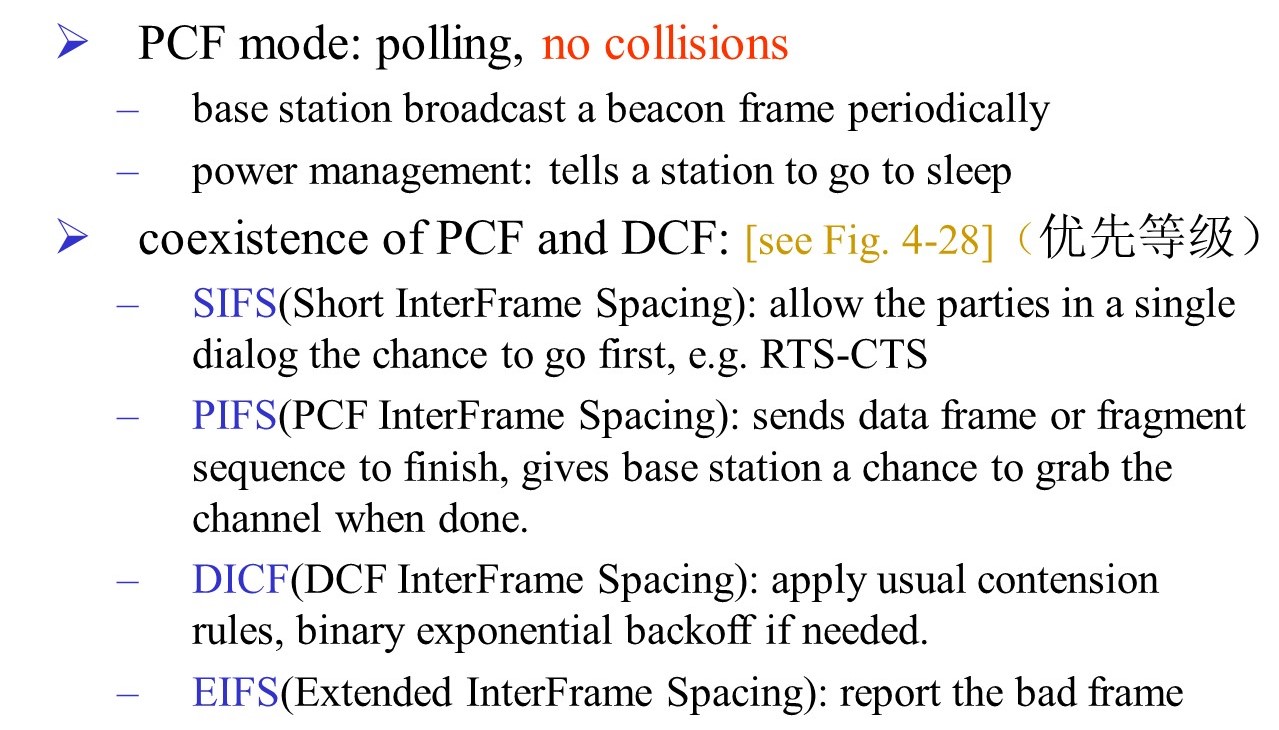 ➢ PCF mode: polling, no collisions
– base station broadcast a beacon frame periodically
– power management: tells a station to go to sleep
➢ coexistence of PCF and DCF: [see Fig. 4-28]（优先等级）
– SIFS(Short InterFrame Spacing): allow the parties in a single
dialog the chance to go first, e.g. RTS-CTS
– PIFS(PCF InterFrame Spacing): sends data frame or fragment
sequence to finish, gives base station a chance to grab the
channel when done.
– DICF(DCF InterFrame Spacing): apply usual contension
rules, binary exponential backoff if needed.
– EIFS(Extended InterFrame Spacing): report the bad frame